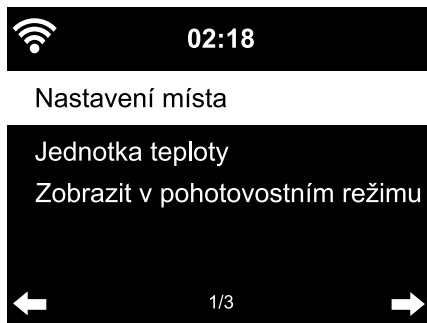 02:18
Nastavení místa
Jednotka teploty
Zobrazit v pohotovostním režimu
1/3